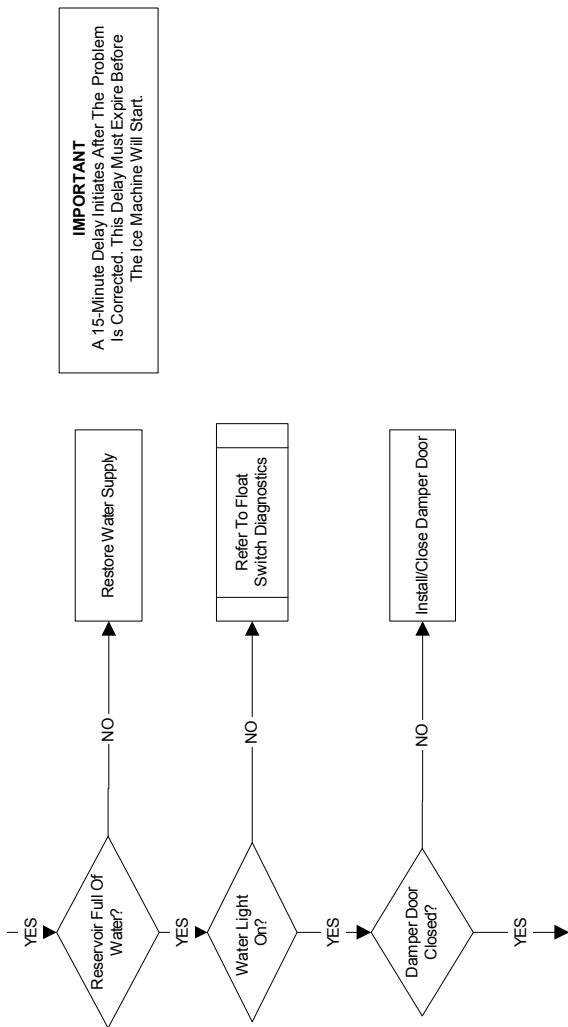 IMPORTANT
A 15-Minute Delay Initiates After The Problem
Is Corrected. This Delay Must Expire Before
The Ice Machine Will Start.
YES
Reservoir Full Of
Water?
NO
Restore Water Supply
YES
Water Light
On?
NO
Refer To Float
Switch Diagnostics
YES
Damper Door
Closed?
NO
Install/Close Damper Door
YES